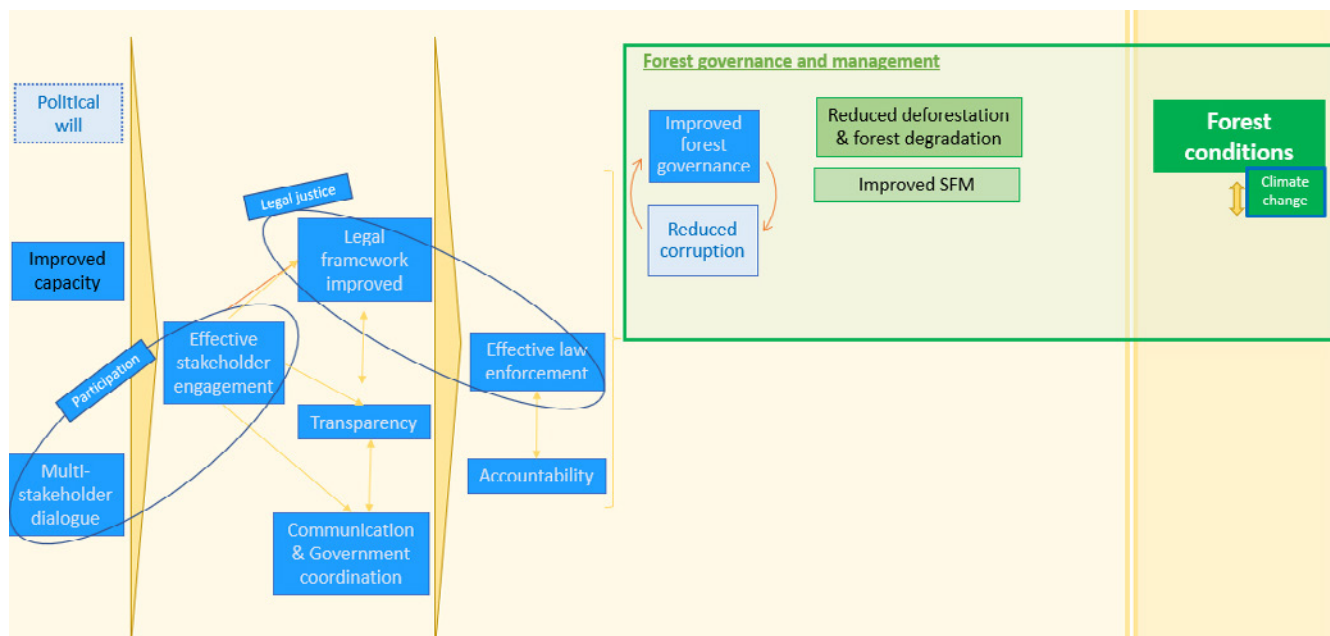 Political
will
Improved
capacity
Participation
Multi-
stakeholder
dialogue
Effective
stakeholder
engagement
Legal justice
Legal
framework
improved
Transparency
Communication
& Government
coordination
Effective law
enforcement
Accountability
Forest governance and management
Improved
forest
governance
Reduced
corruption
Reduced deforestation
& forest degradation
Improved SFM
Forest
conditions
Climate
change